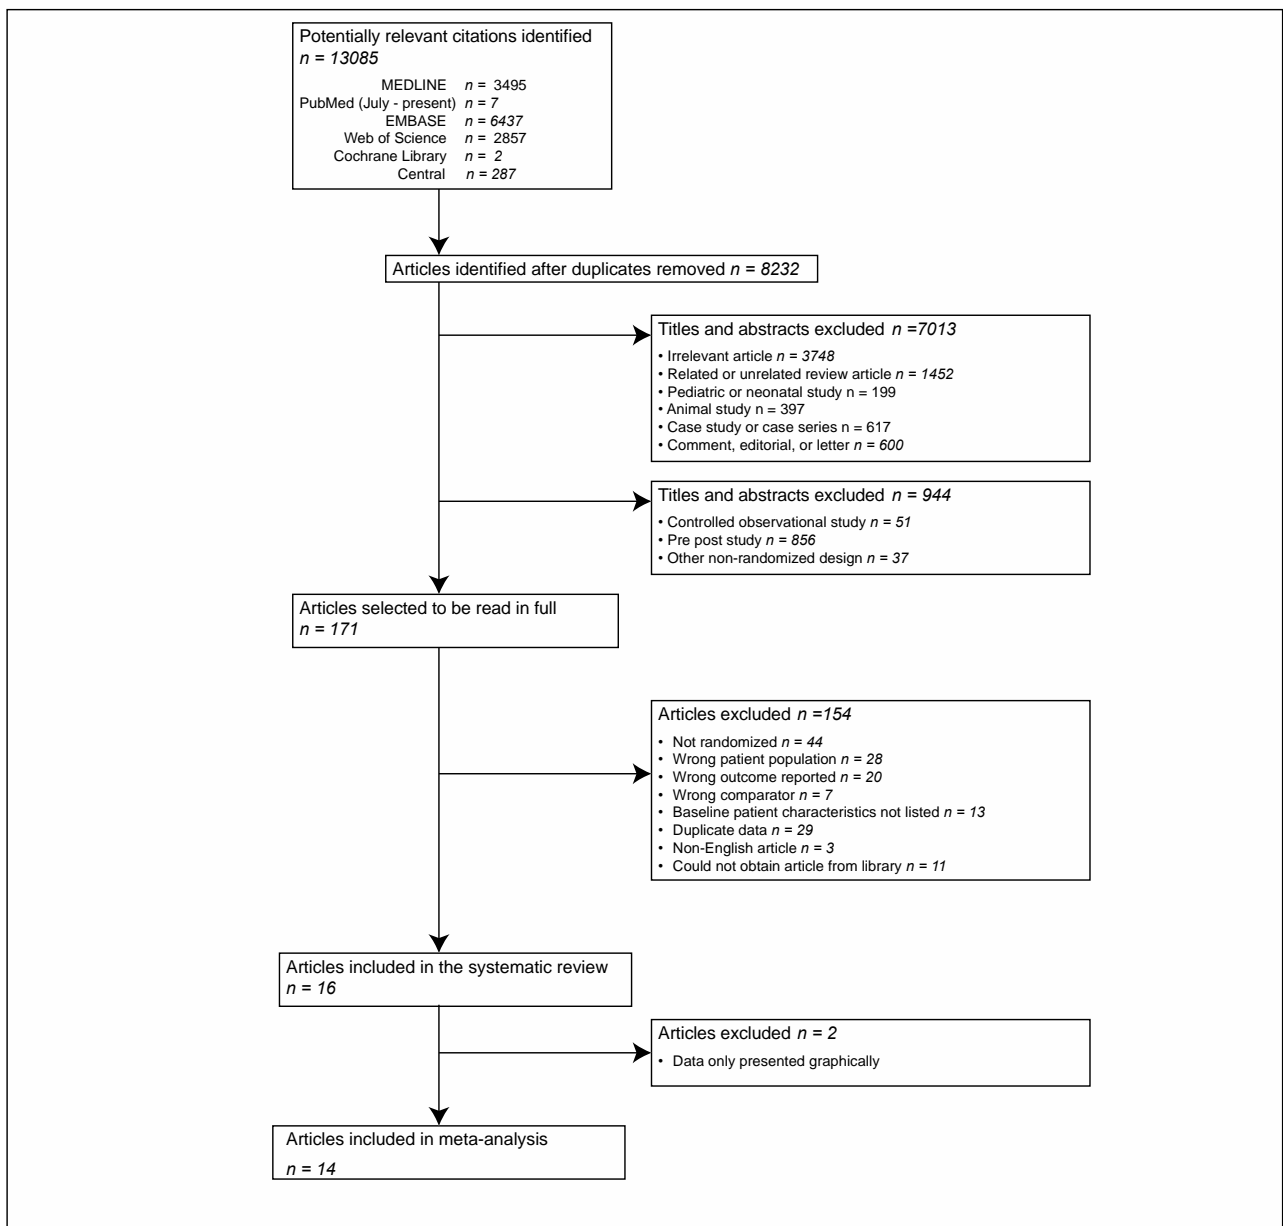 Potentially relevant citations identified
n = 13085
MEDLINE n = 3495
PubMed (July - present) n = 7
EMBASE n = 6437
Web of Science n = 2857
Cochrane Library n = 2
Central n = 287
Articles identified after duplicates removed n = 8232
Titles and abstracts excluded n =7013
• Irrelevant article n = 3748
• Related or unrelated review article n = 1452
• Pediatric or neonatal study n = 199
• Animal study n = 397
• Case study or case series n = 617
• Comment, editorial, or letter n = 600
Titles and abstracts excluded n = 944
• Controlled observational study n = 51
• Pre post study n = 856
• Other non-randomized design n = 37
Articles selected to be read in full
n = 171
Articles excluded n =154
• Not randomized n = 44
• Wrong patient population n = 28
• Wrong outcome reported n = 20
• Wrong comparator n = 7
• Baseline patient characteristics not listed n = 13
• Duplicate data n = 29
• Non-English article n = 3
• Could not obtain article from library n = 11
Articles included in the systematic review
n = 16
Articles excluded n = 2
• Data only presented graphically
Articles included in meta-analysis
n = 14